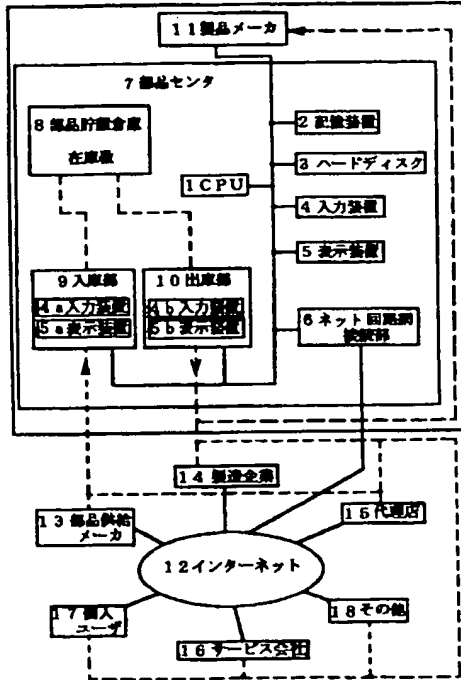 11製品メーカ
7部品センタ
8部品貯蔵倉庫
在庫数
2記憶装置
3ハードディスク
1CPU
4入力装置
5表示装置
9入庫部
4a入力装置
5a表示装置
10出庫部
4b入力装置
5b表示装置
6ネット回路網
接続部
14製造企業
13部品供給
メーカ
15代理店
12インターネット
17個人
ユーザ
18その他
16サービス会社